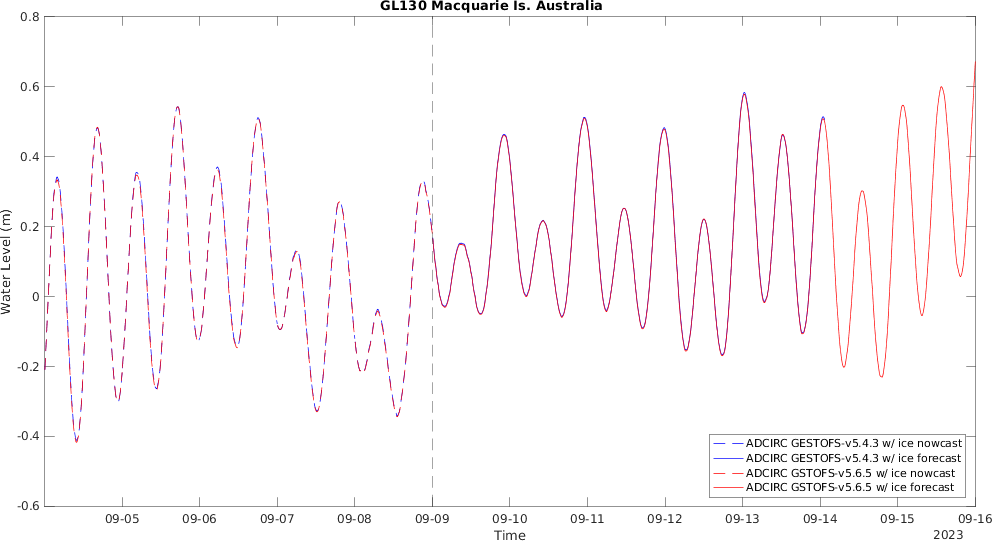 GL130 Macquarie Is. Australia
0.8
0.6
0.4
0.2
0
-0.2
-0.4
-0.6
Water Level (m)
ADCIRC GESTOFS-v5.4.3 w/ ice nowcast
ADCIRC GESTOFS-v5.4.3 w/ ice forecast
ADCIRC GSTOFS-v5.6.5 w/ ice nowcast
ADCIRC GSTOFS-v5.6.5 w/ ice forecast
09-05 09-06 09-07 09-08 09-09 09-10 09-11 09-12 09-13 09-14 09-15 09-16
Time
2023